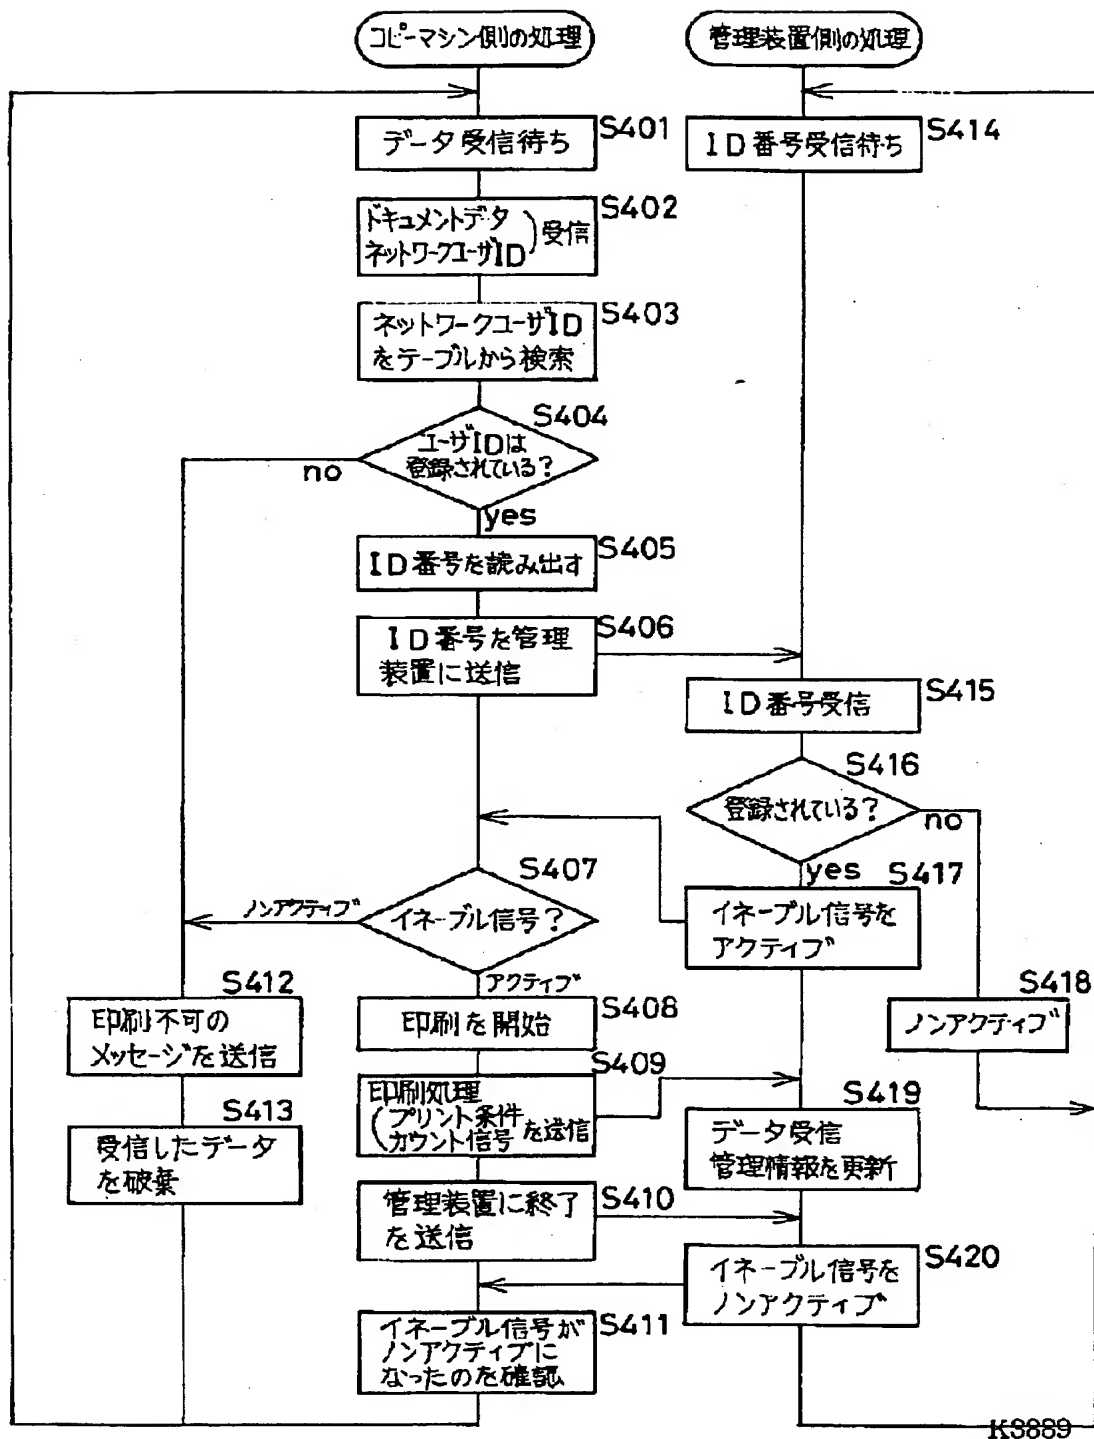 コピーマシン側の処理
管理装置側の処理
データ受信待ち
S401
ID番号受信待ち
S414
ドキュメントデータ
ネットワークユーザID
)受信
S402
ネットワークユーザID
をテーブルから検索
S403
S404
ユーザIDは
登録されている?
no
yes
ID番号を読み出す
S405
ID番号を管理
装置に送信
S406
ID番号受信
S415
S416
登録されている?
no
yes
S417
イネーブル信号を
アクティブ
S407
イネーブル信号?
ノンアクティブ
アクティブ
S418
ノンアクティブ
S412
印刷不可の
メッセージを送信
印刷を開始
S408
S409
印刷処理
(プリント条件
カウント信号 を送信)
S413
受信したデータ
を破棄
S419
データ受信
管理情報を更新
管理装置に終了
を送信
S410
イネーブル信号を
ノンアクティブ
S420
イネーブル信号が
ノンアクティブに
なったのを確認
S411
K3889